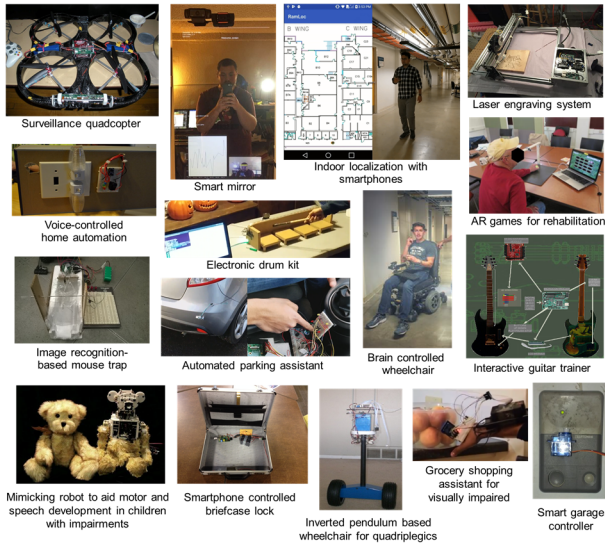 RamLoc
B WING
C WING
Surveillance quadcopter
Smart mirror
Indoor localization with
smartphones
Laser engraving system
Voice-controlled
home automation
Electronic drum kit
AR games for rehabilitation
Image recognition-
based mouse trap
Automated parking assistant
Brain controlled
wheelchair
Interactive guitar trainer
Mimicking robot to aid motor and
speech development in children
with impairments
Smartphone controlled
briefcase lock
Inverted pendulum based
wheelchair for quadriplegics
Grocery shopping
assistant for
visually impaired
Smart garage
controller